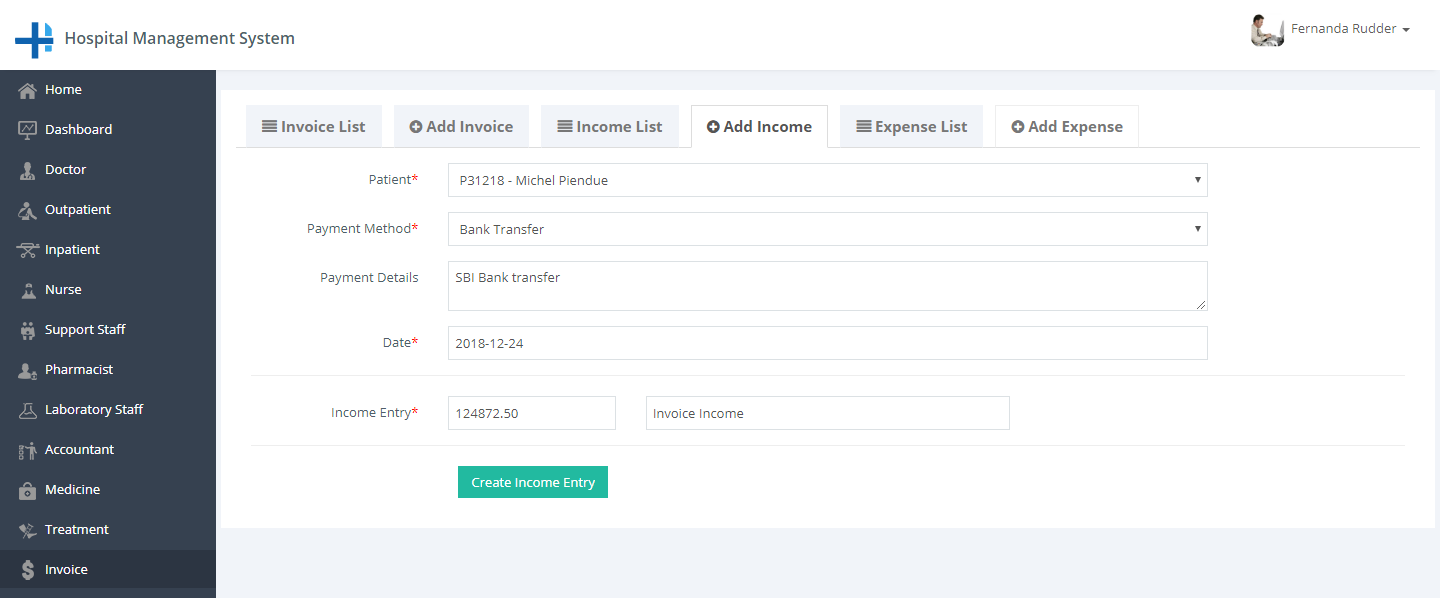 Hospital Management System
Fernanda Rudder
Home
Dashboard
Doctor
Outpatient
Inpatient
Nurse
Support Staff
Pharmacist
Laboratory Staff
Accountant
Medicine
Treatment
Invoice
Invoice List Add Invoice Income List Add Income Expense List Add Expense
Patient* P31218 - Michel Piendue
Payment Method* Bank Transfer
Payment Details SBI Bank transfer
Date* 2018-12-24
Income Entry* 124872.50 Invoice Income
Create Income Entry